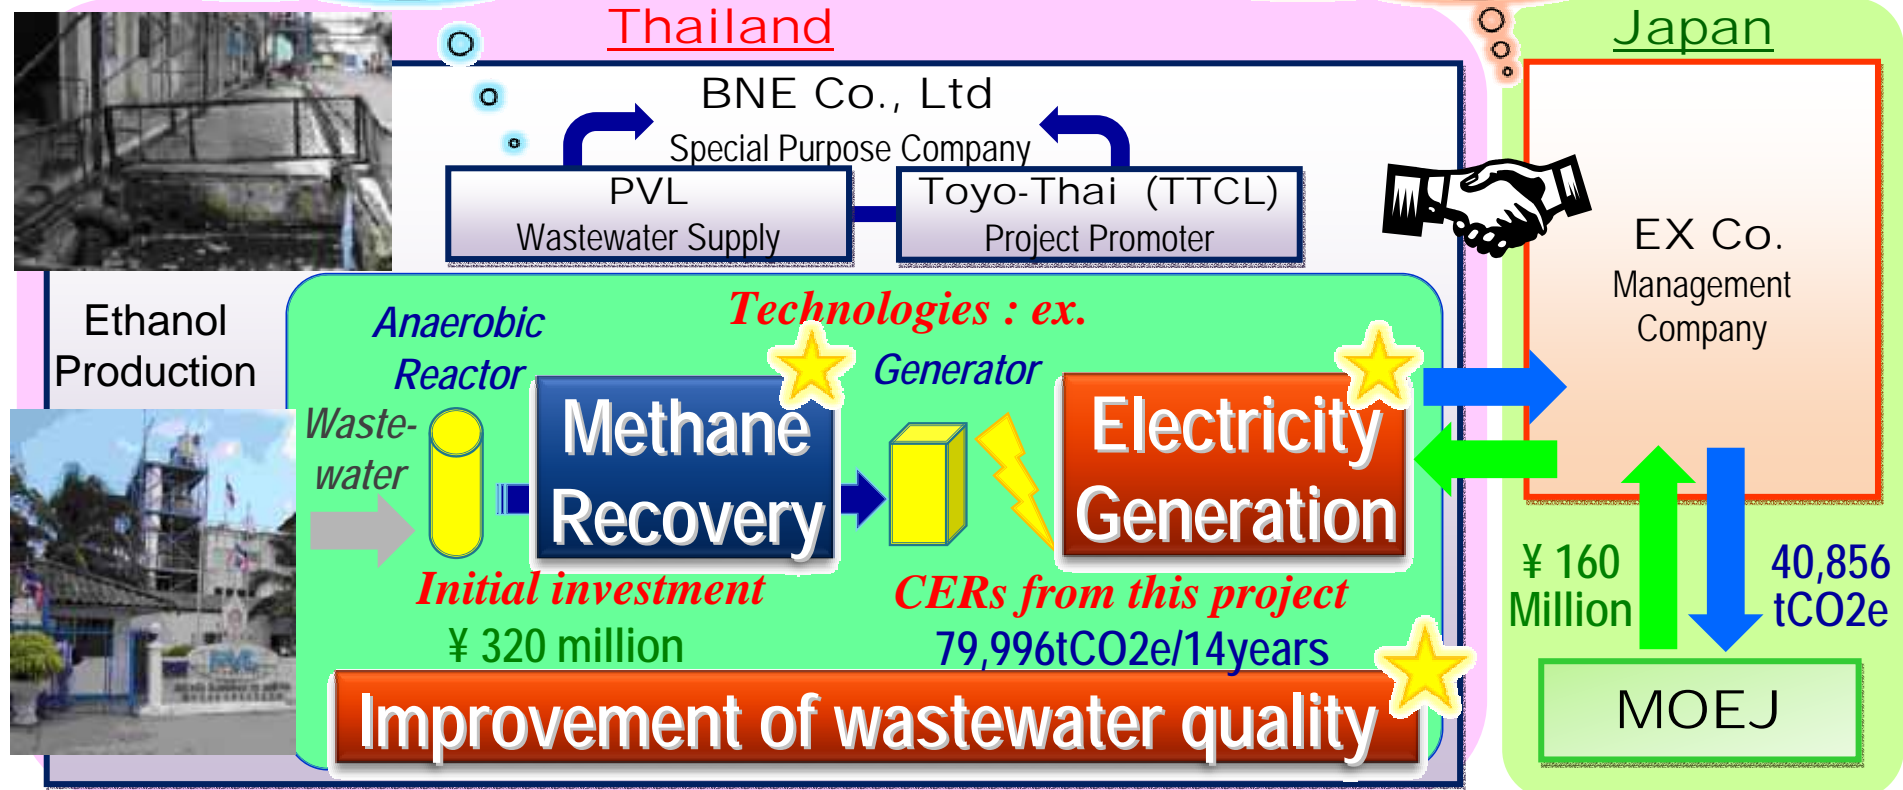 Thailand
Japan
BNE Co., Ltd
Special Purpose Company
PVL
Wastewater Supply
Toyo-Thai (TTCL)
Project Promoter
EX Co.
Management
Company
Ethanol
Production
Technologies : ex.
Anaerobic
Reactor
Generator
Waste-
water
Methane
Recovery
Electricity
Generation
Initial investment
¥ 320 million
CERs from this project
79,996tCO2e/14years
Improvement of wastewater quality
¥ 160
Million
40,856
tCO2e
MOEJ
PVL